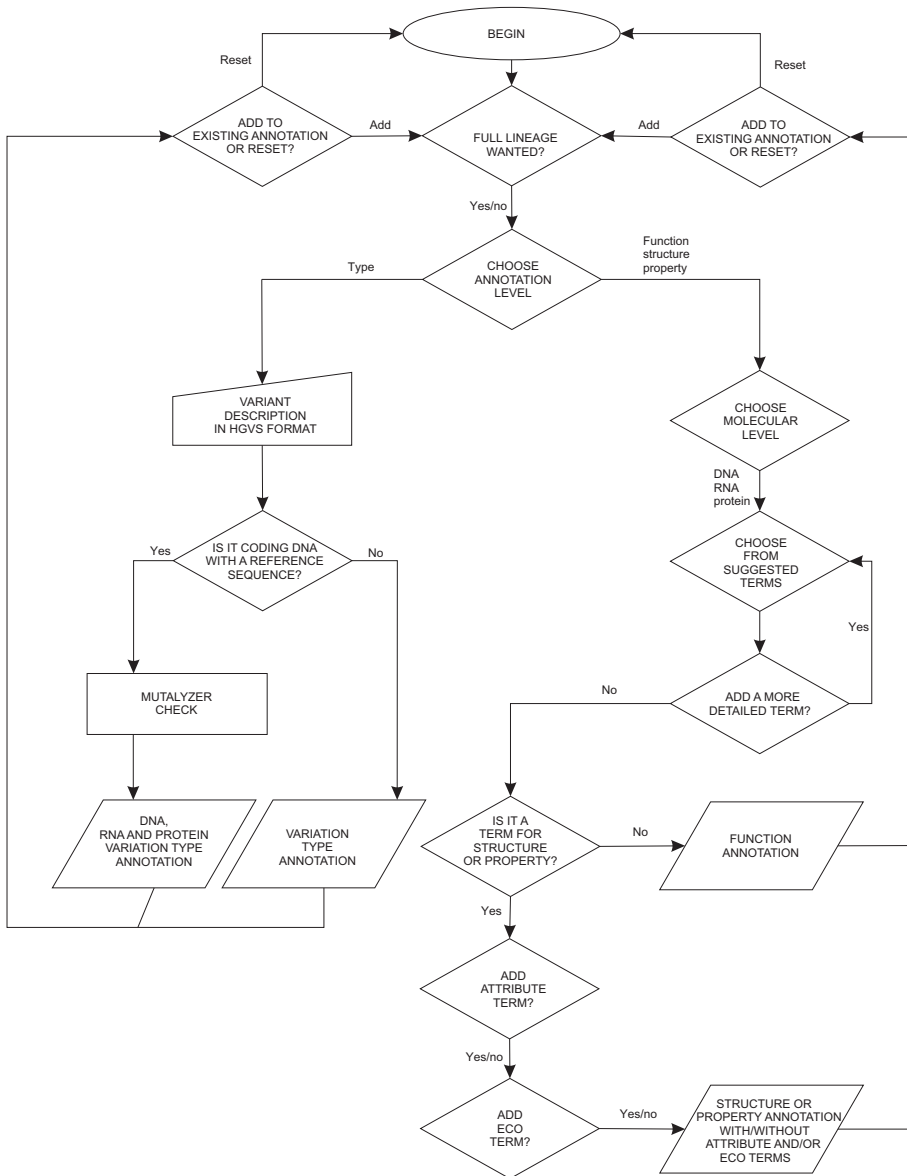 BEGIN
Reset
Reset
ADD TO
EXISTING ANNOTATION
OR RESET?
Add
FULL LINEAGE
WANTED?
Add
ADD TO
EXISTING ANNOTATION
OR RESET?
Yes/no
Type
CHOOSE
ANNOTATION
LEVEL
Function
structure
property
VARIANT
DESCRIPTION
IN HGVS FORMAT
CHOOSE
MOLECULAR
LEVEL
DNA
RNA
protein
Yes
IS IT CODING DNA
WITH A REFERENCE
SEQUENCE?
No
CHOOSE
FROM
SUGGESTED
TERMS
Yes
MUTALYZER
CHECK
No
ADD A MORE
DETAILED TERM?
DNA,
RNA AND PROTEIN
VARIATION TYPE
ANNOTATION
VARIATION
TYPE
ANNOTATION
IS IT A
TERM FOR
STRUCTURE
OR PROPERTY?
No
FUNCTION
ANNOTATION
Yes
ADD
ATTRIBUTE
TERM?
Yes/no
ADD
ECO
TERM?
Yes/no
STRUCTURE OR
PROPERTY ANNOTATION
WITH/WITHOUT
ATTRIBUTE AND/OR
ECO TERMS